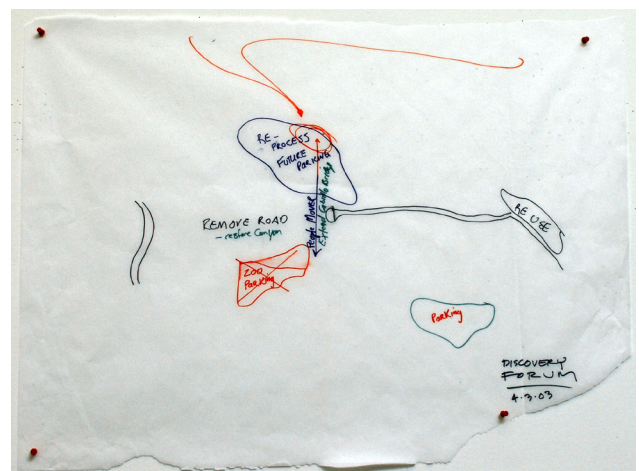 RE-
PROCESS
FUTURE
PARKING
People Mover
Extend
Bridge
REMOVE ROAD
- restore Canyon
RE USE
ZOO
PARKING
Parking
DISCOVERY
FORUM
4.3.03